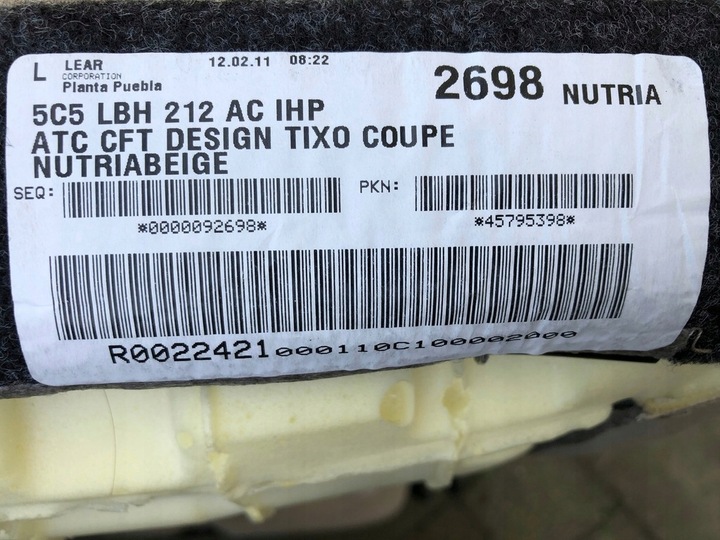 L LEAR 12.02.11 08:22
CORPORATION
Planta Puebla
2698 NUTRIA
5C5 LBH 212 AC IHP
ATC CFT DESIGN TIXO COUPE
NUTRIABEIGE
SEQ: PKN:
*0000092698* *45795398*
R0022421000110C100002000